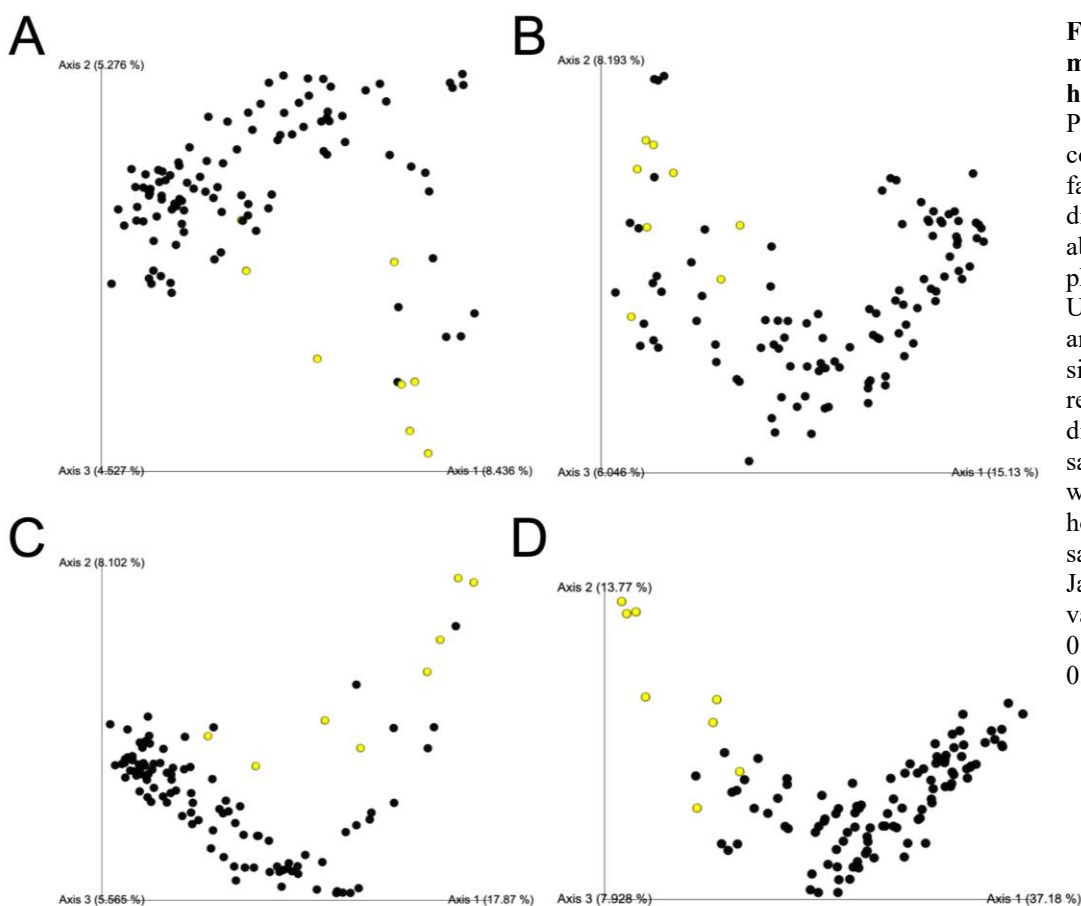 A
Axis 2 (5.276 %)
Axis 3 (4.527 %)
Axis 1 (8.436 %)
B
Axis 2 (8.193 %)
Axis 3 (6.046 %)
Axis 1 (15.13 %)
C
Axis 2 (8.102 %)
Axis 3 (5.565 %)
Axis 1 (17.87 %)
D
Axis 2 (13.77 %)
Axis 3 (7.928 %)
Axis 1 (37.18 %)
F
m
h
P
co
fa
di
ab
pl
U
an
si
re
di
sa
w
he
sa
Ja
va
0
0